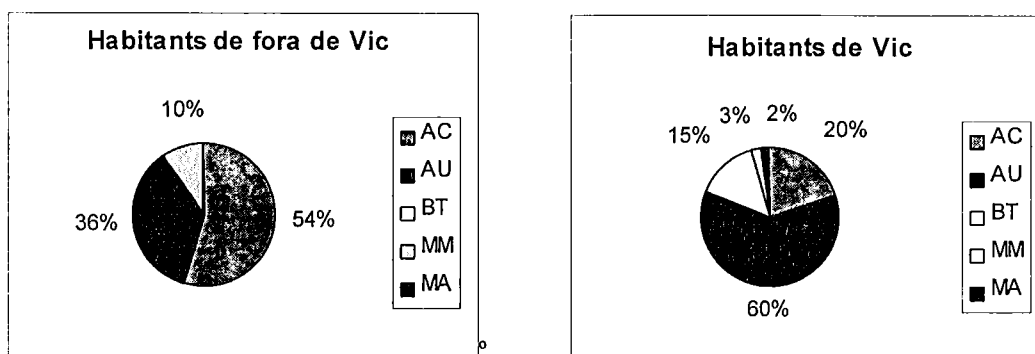 Habitants de fora de Vic
10%
36%
54%
AC
AU
BT
MM
MA
o
Habitants de Vic
3%
2%
15%
20%
60%
AC
AU
BT
MM
MA